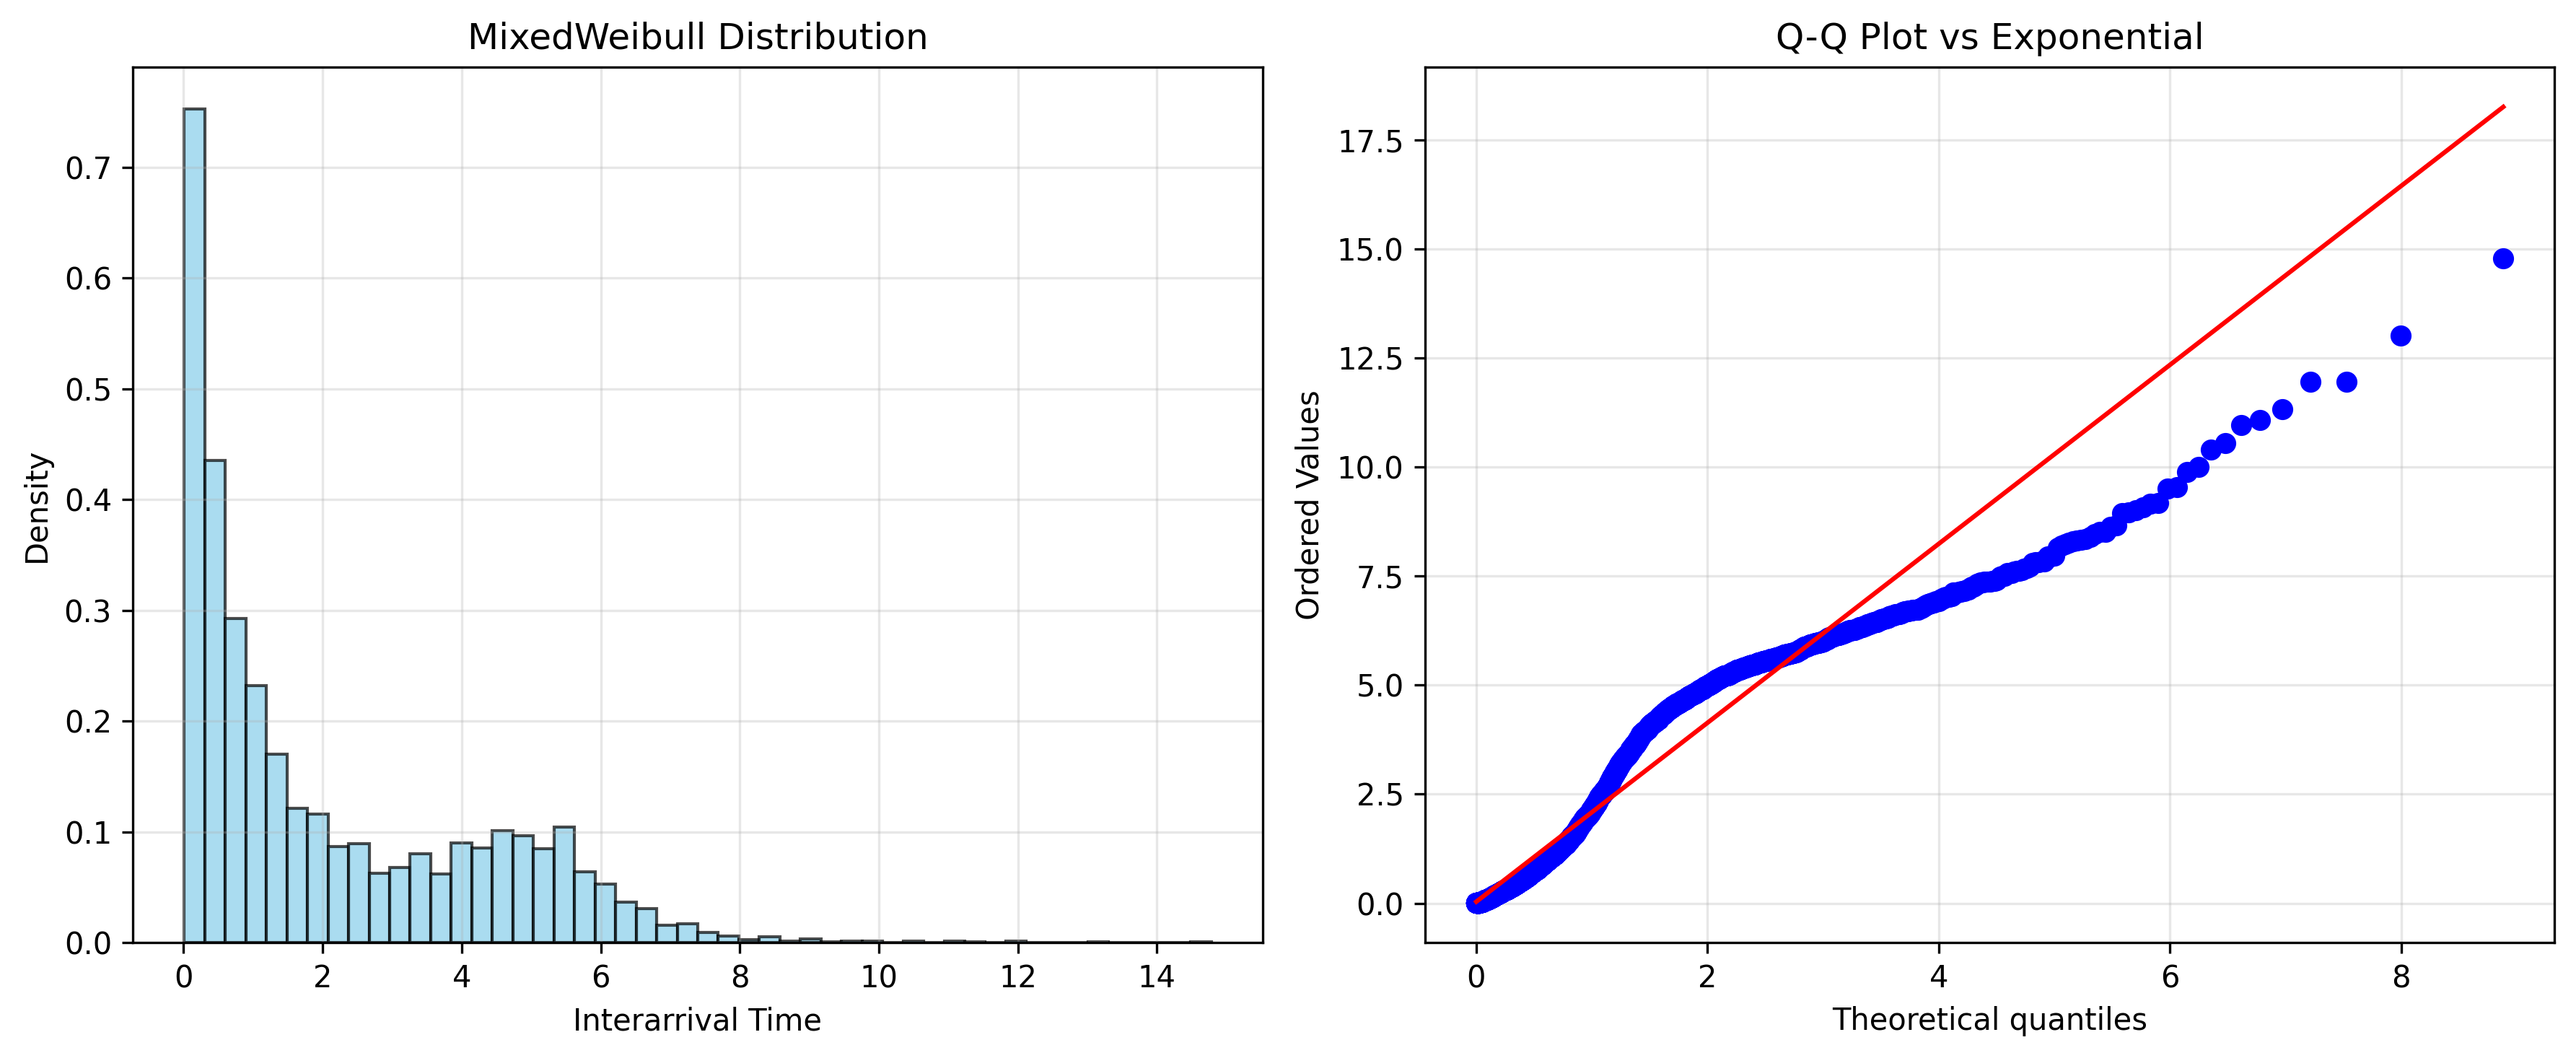 MixedWeibull Distribution
Density
0.7
0.6
0.5
0.4
0.3
0.2
0.1
0.0
0 2 4 6 8 10 12 14
Interarrival Time
Q-Q Plot vs Exponential
Ordered Values
17.5
15.0
12.5
10.0
7.5
5.0
2.5
0.0
0 2 4 6 8
Theoretical quantiles